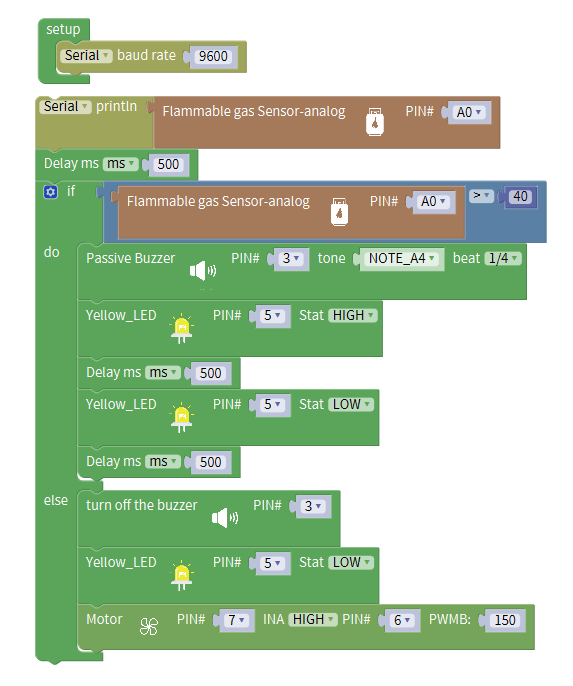 setup
Serial baud rate 9600
Serial println Flammable gas Sensor-analog PIN# A0
Delay ms ms 500
if Flammable gas Sensor-analog PIN# A0 > 40
do
Passive Buzzer PIN# 3 tone NOTE_A4 beat 1/4
Yellow_LED PIN# 5 Stat HIGH
Delay ms ms 500
Yellow_LED PIN# 5 Stat LOW
Delay ms ms 500
else
turn off the buzzer PIN# 3
Yellow_LED PIN# 5 Stat LOW
Motor PIN# 7 INA HIGH PIN# 6 PWMB: 150